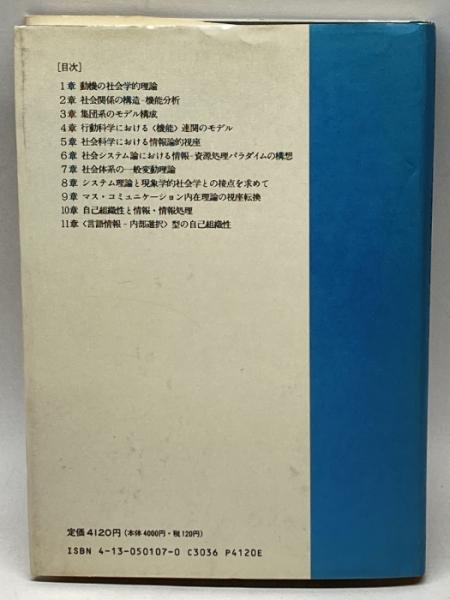 ［目次］
1章 動機の社会学的理論
2章 社会関係の構造-機能分析
3章 集団系のモデル構成
4章 行動科学における〈機能〉連関のモデル
5章 社会科学における情報論的視座
6章 社会システム論における情報-資源処理パラダイムの構想
7章 社会体系の一般変動理論
8章 システム理論と現象学的社会学との接点を求めて
9章 マス・コミュニケーション内在理論の視座転換
10章 自己組織性と情報・情報処理
11章 〈言語情報-内部選択〉型の自己組織性
定価4120円（本体4000円・税120円）
ISBN 4-13-050107-0 C3036 P4120E